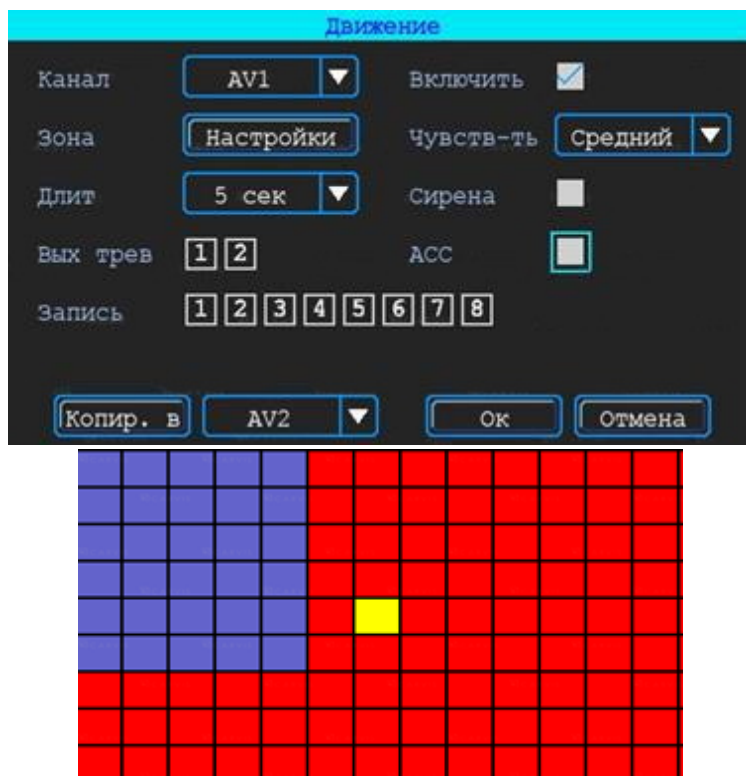 Движение
Канал AV1 Включить
Зона Настройки Чувств-ть Средний
Длит 5 сек Сирена
Вых трев 1 2 ACC
Запись 1 2 3 4 5 6 7 8
Копир. в AV2 Ок Отмена